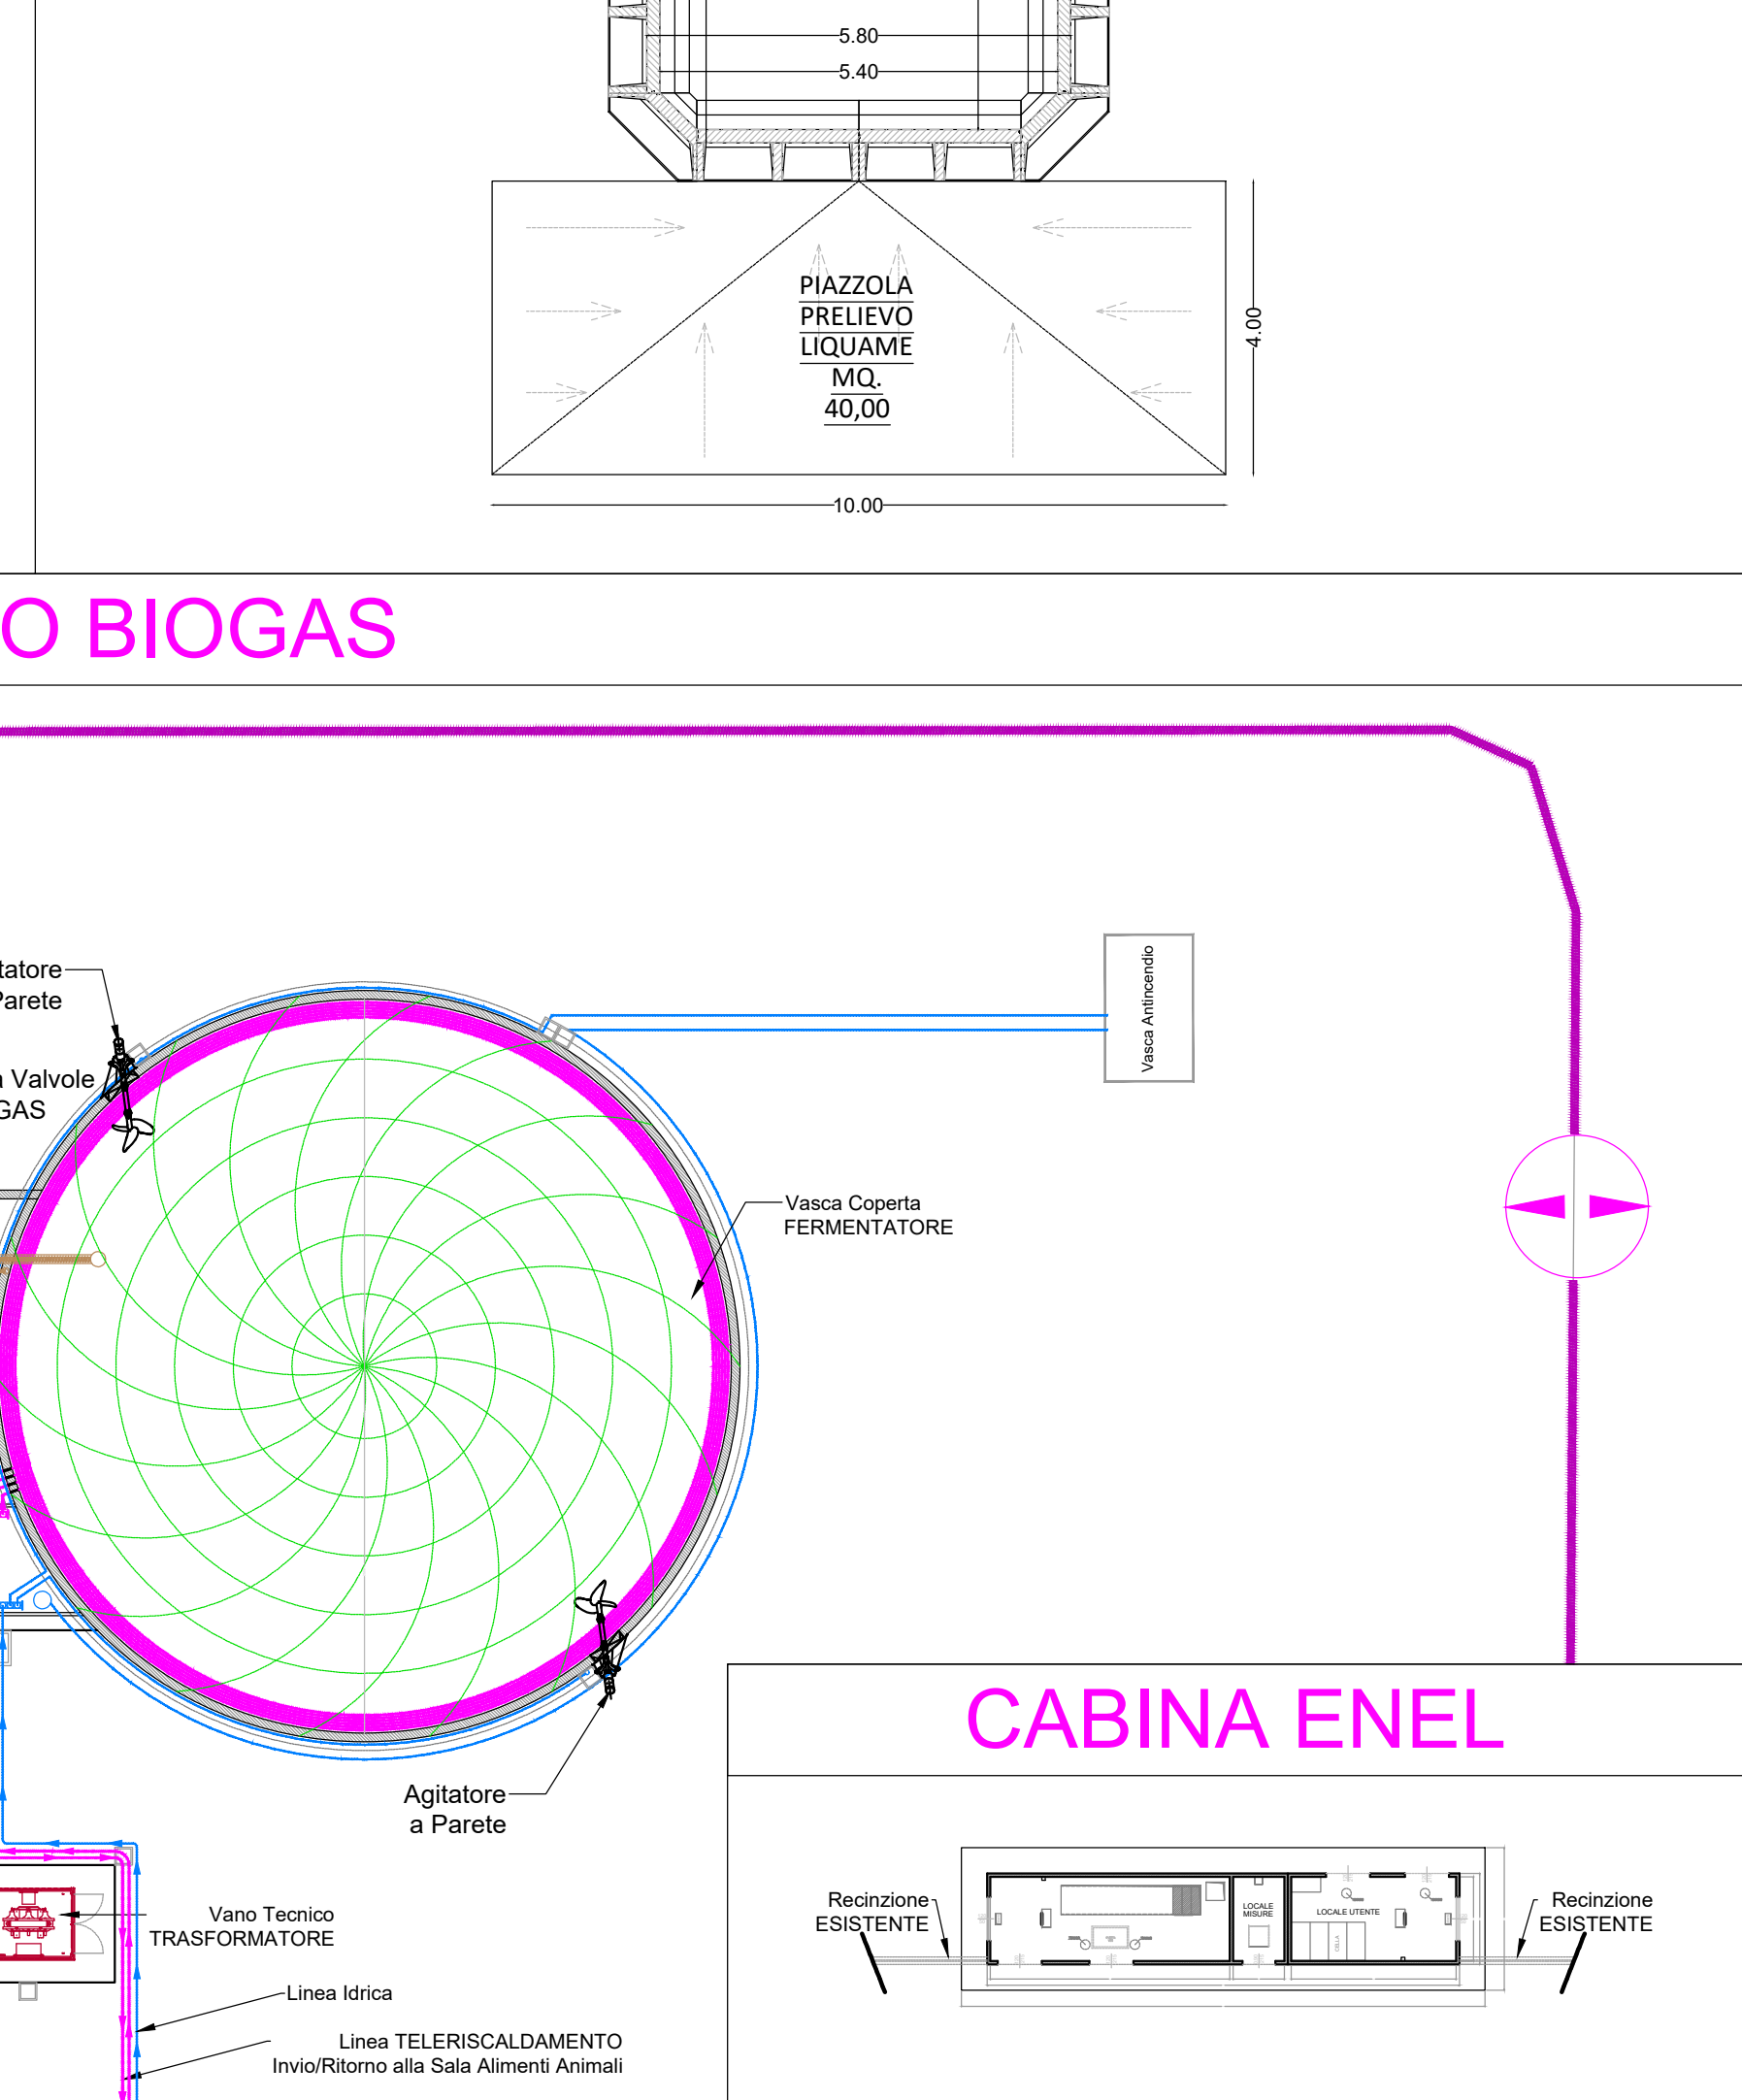 5.80
5.40
PIAZZOLA
PRELIEVO
LIQUAME
MQ.
40,00
4.00
10.00
O BIOGAS
tatore
Parete
Vasca Antincendio
a Valvole
GAS
Vasca Coperta
FERMENTATORE
CABINA ENEL
Agitatore
a Parete
Recinzione
ESISTENTE
LOCALE
MISURE
LOCALE UTENTE
CELLA
Recinzione
ESISTENTE
Vano Tecnico
TRASFORMATORE
Linea Idrica
Linea TELERISCALDAMENTO
Invio/Ritorno alla Sala Alimenti Animali